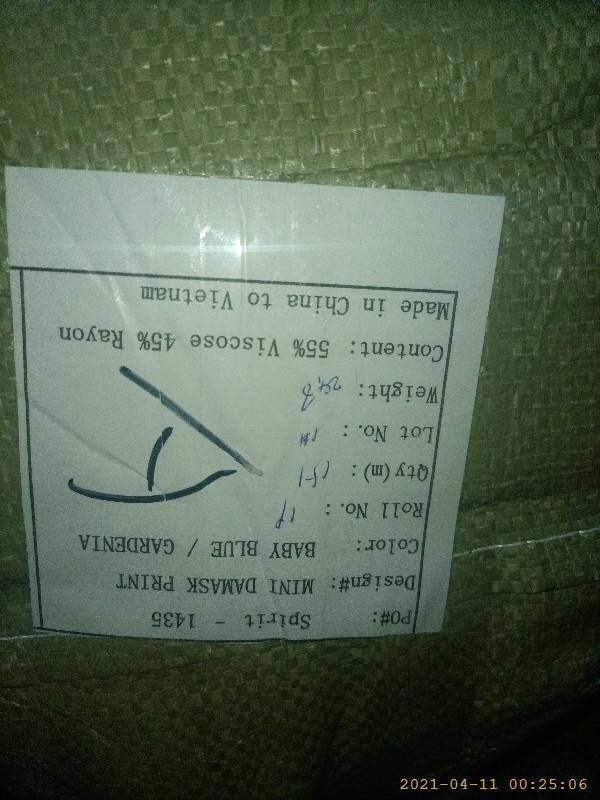 PO#: Spirit - 1435
Design#: MINI DAMASK PRINT
Color: BABY BLUE / GARDENIA
Roll No.:
Qty(m):
Lot No.:
Weight:
Content: 55% Viscose 45% Rayon
Made in China to Vietnam
2021-04-11 00:25:06